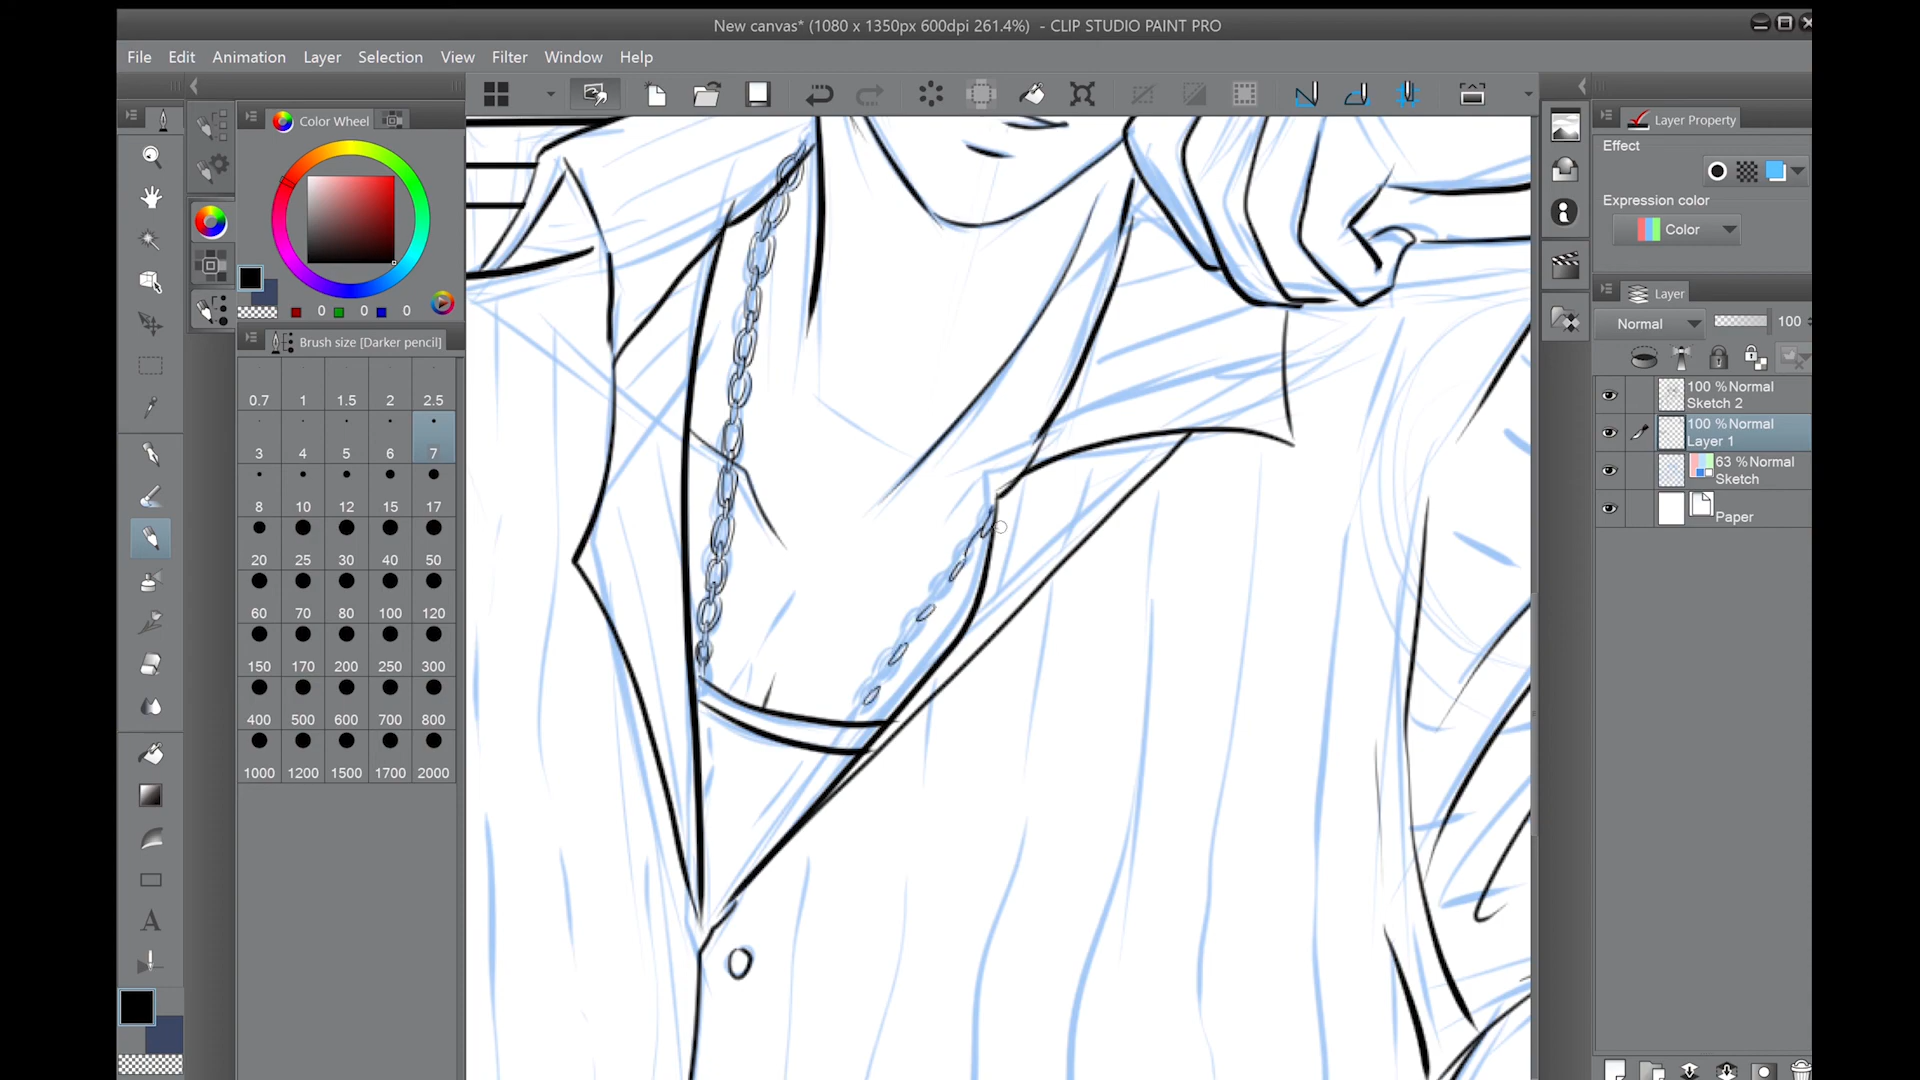 New canvas* (1080 x 1350px 600dpi 261.4%) - CLIP STUDIO PAINT PRO
File Edit Animation Layer Selection View Filter Window Help
Color Wheel
0 0 0
Brush size [Darker pencil]
0.7 1 1.5 2 2.5
3 4 5 6 7
8 10 12 15 17
20 25 30 40 50
60 70 80 100 120
150 170 200 250 300
400 500 600 700 800
1000 1200 1500 1700 2000
A
Layer Property
Effect
Expression color
Color
Layer
Normal 100
100 %Normal
Sketch 2
100 %Normal
Layer 1
63 %Normal
Sketch
Paper